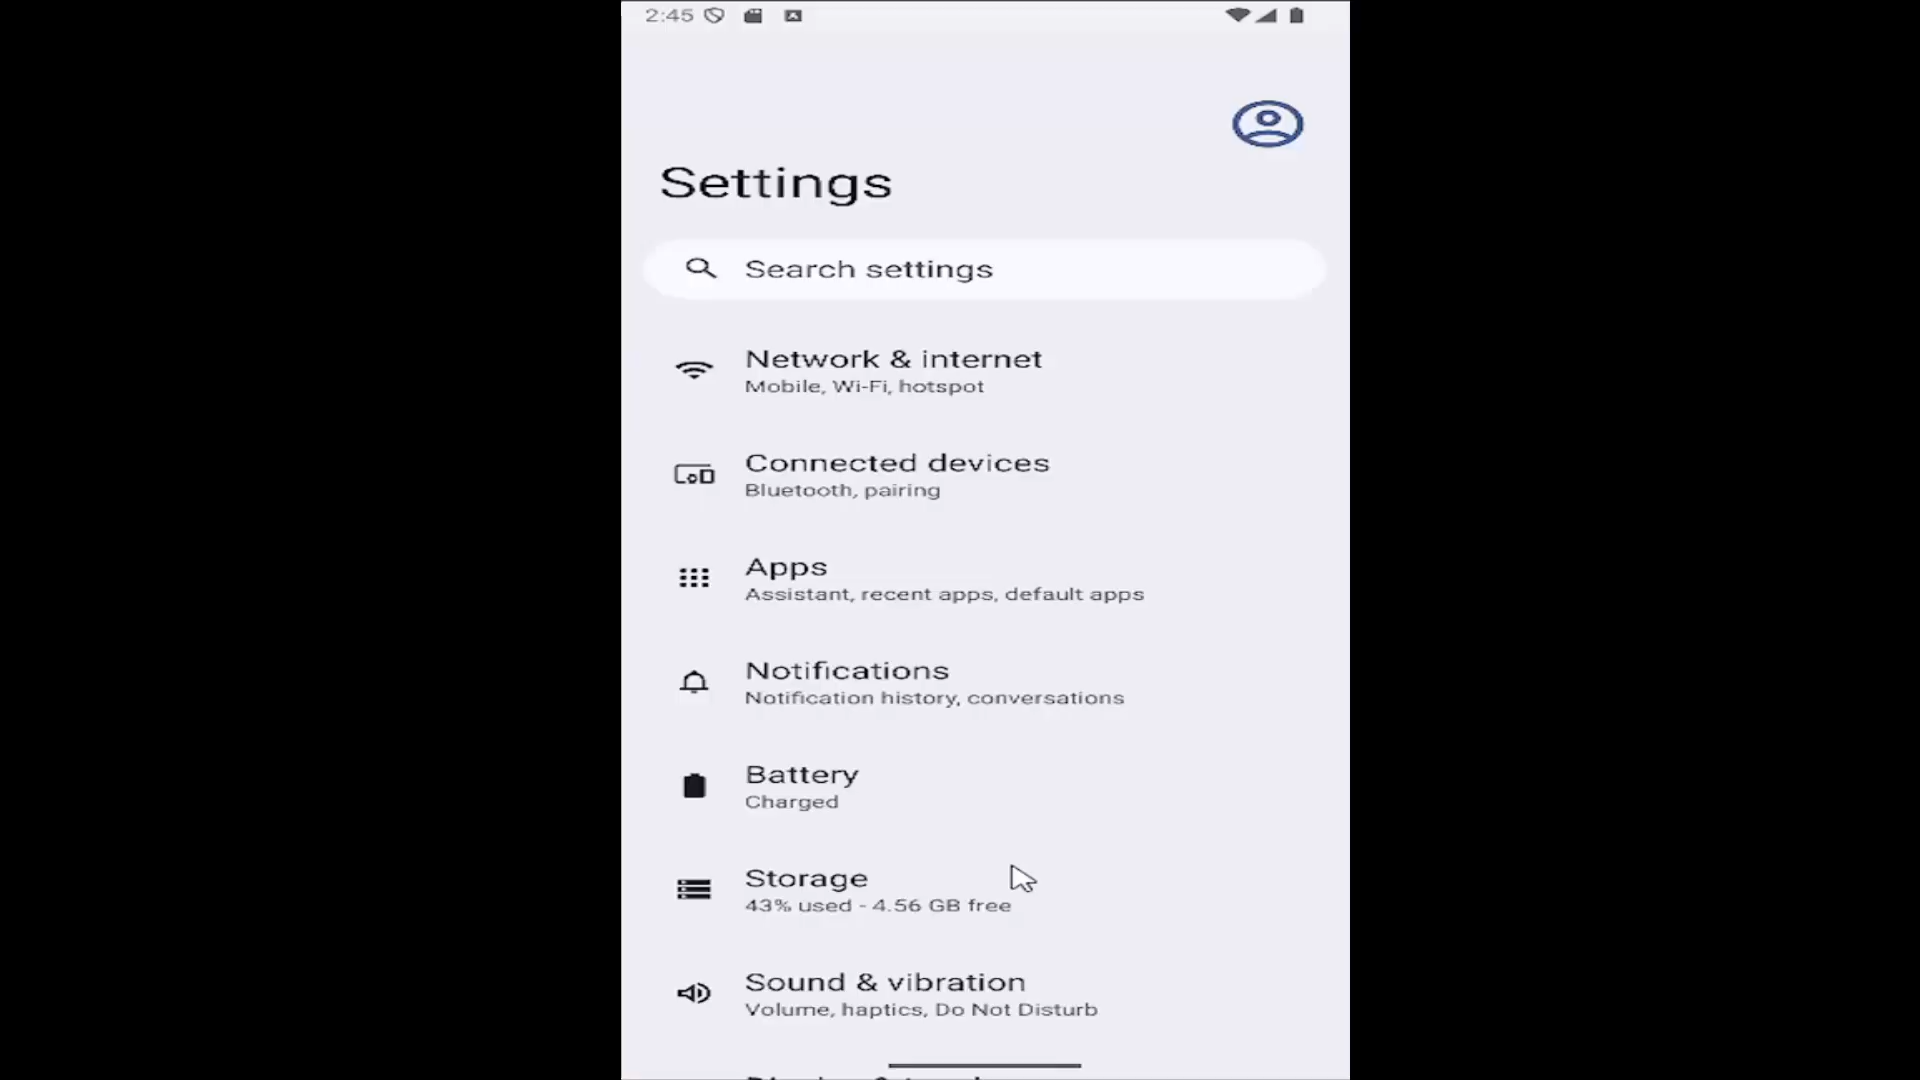 2:45
Settings
Search settings
Network & internet
Mobile, Wi-Fi, hotspot
Connected devices
Bluetooth, pairing
Apps
Assistant, recent apps, default apps
Notifications
Notification history, conversations
Battery
Charged
Storage
43% used - 4.56 GB free
Sound & vibration
Volume, haptics, Do Not Disturb